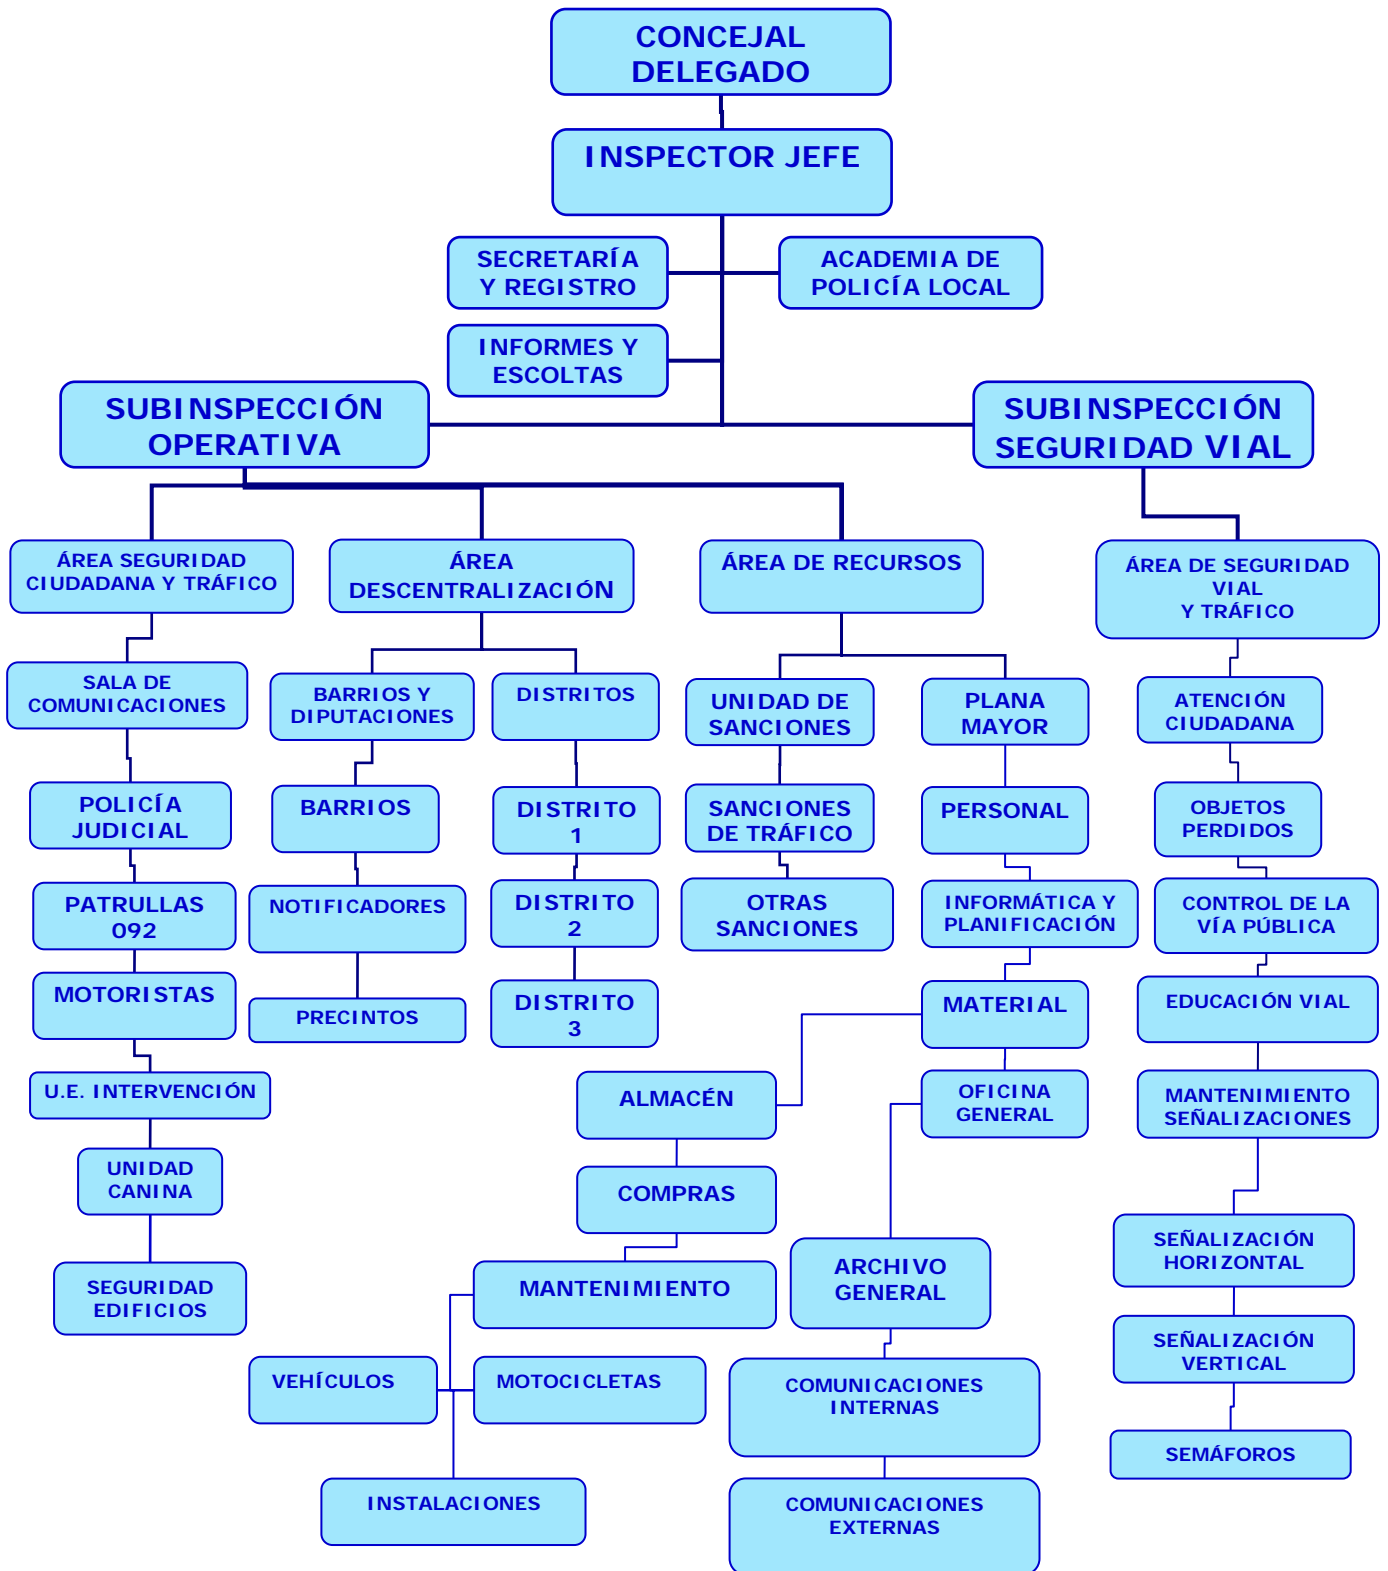 CONCEJAL
DELEGADO
INSPECTOR JEFE
SECRETARÍA
Y REGISTRO
ACADEMIA DE
POLICÍA LOCAL
INFORMES Y
ESCOLTAS
SUBINSPECCIÓN
OPERATIVA
SUBINSPECCIÓN
SEGURIDAD VIAL
ÁREA SEGURIDAD
CIUDADANA Y TRÁFICO
ÁREA
DESCENTRALIZACIÓN
ÁREA DE RECURSOS
ÁREA DE SEGURIDAD
VIAL
Y TRÁFICO
SALA DE
COMUNICACIONES
BARRIOS Y
DIPUTACIONES
DISTRITOS
UNIDAD DE
SANCIONES
PLANA
MAYOR
ATENCIÓN
CIUDADANA
POLICÍA
JUDICIAL
BARRIOS
DISTRITO
1
SANCIONES
DE TRÁFICO
PERSONAL
OBJETOS
PERDIDOS
PATRULLAS
092
NOTIFICADORES
DISTRITO
2
OTRAS
SANCIONES
INFORMÁTICA Y
PLANIFICACIÓN
CONTROL DE LA
VÍA PÚBLICA
MOTORISTAS
PRECINTOS
DISTRITO
3
MATERIAL
EDUCACIÓN VIAL
U.E. INTERVENCIÓN
ALMACÉN
OFICINA
GENERAL
MANTENIMIENTO
SEÑALIZACIONES
UNIDAD
CANINA
COMPRAS
SEGURIDAD
EDIFICIOS
MANTENIMIENTO
ARCHIVO
GENERAL
SEÑALIZACIÓN
HORIZONTAL
SEÑALIZACIÓN
VERTICAL
VEHÍCULOS
MOTOCICLETAS
COMUNICACIONES
INTERNAS
SEMÁFOROS
INSTALACIONES
COMUNICACIONES
EXTERNAS